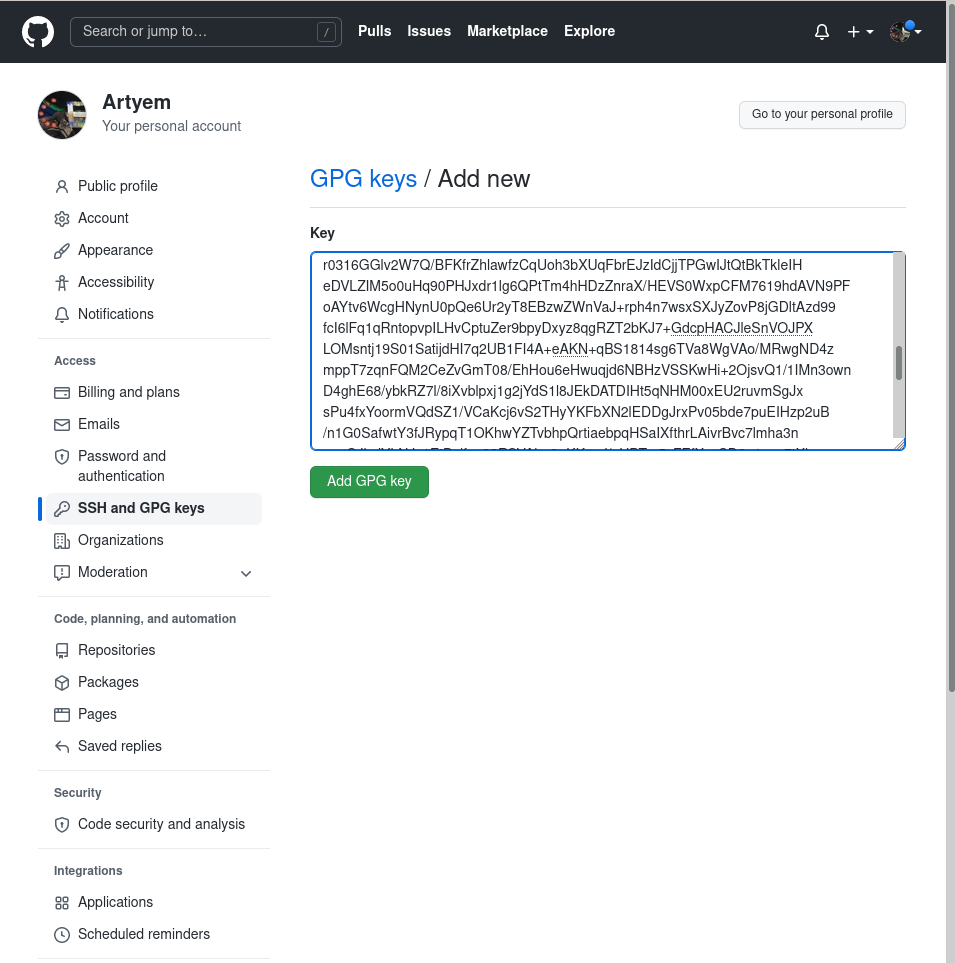 Search or jump to…
/
Pulls Issues Marketplace Explore
Artyem
Your personal account
Go to your personal profile
Public profile
Account
Appearance
Accessibility
Notifications
Access
Billing and plans
Emails
Password and
authentication
SSH and GPG keys
Organizations
Moderation
Code, planning, and automation
Repositories
Packages
Pages
Saved replies
Security
Code security and analysis
Integrations
Applications
Scheduled reminders
GPG keys / Add new
Key
r0316GGlv2W7Q/BFKfrZhlawfzCqUoh3bXUqFbrEJzIdCjjTPGwIJtQtBkTkleIH
eDVLZIM5o0uHq90PHJxdr1Ig6QPtTm4hHDzZnraX/HEVS0WxpCFM7619hdAVN9PF
oAYtv6WcgHNynU0pQe6Ur2yT8EBzwZWnVaJ+rph4n7wsxSXJyZovP8jGDltAzd99
fcI6lFq1qRntopvpILHvCptuZer9bpyDxyz8qgRZT2bKJ7+GdcpHACJleSnVOJPX
LOMsntj19S01SatijdHI7q2UB1FI4A+eAKN+qBS1814sg6TVa8WgVAo/MRwgND4z
mppT7zqnFQM2CeZvGmT08/EhHou6eHwuqjd6NBHzVSSKwHi+2OjsvQ1/1IMn3own
D4ghE68/ybkRZ7l/8iXvblpxj1g2jYdS1l8JEkDATDIHt5qNHM00xEU2ruvmSgJx
sPu4fxYoormVQdSZ1/VCaKcj6vS2THyYKFbXN2lEDDgJrxPv05bde7puEIHzp2uB
/n1G0SafwtY3fJRypqT1OKhwYZTvbhpQrtiaebpqHSaIXfthrLAivrBvc7lmha3n
Add GPG key